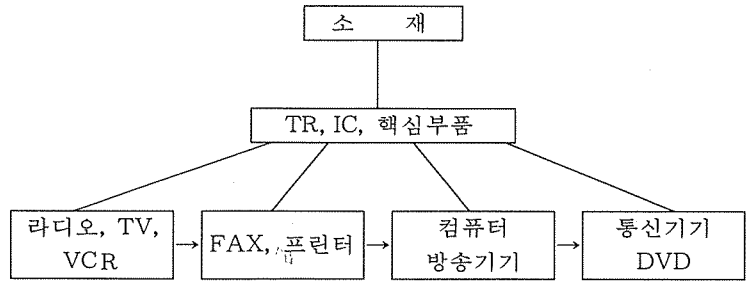 소 재
TR, IC, 핵심부품
라디오, TV,
VCR
FAX, 프린터
컴퓨터
방송기기
통신기기
DVD